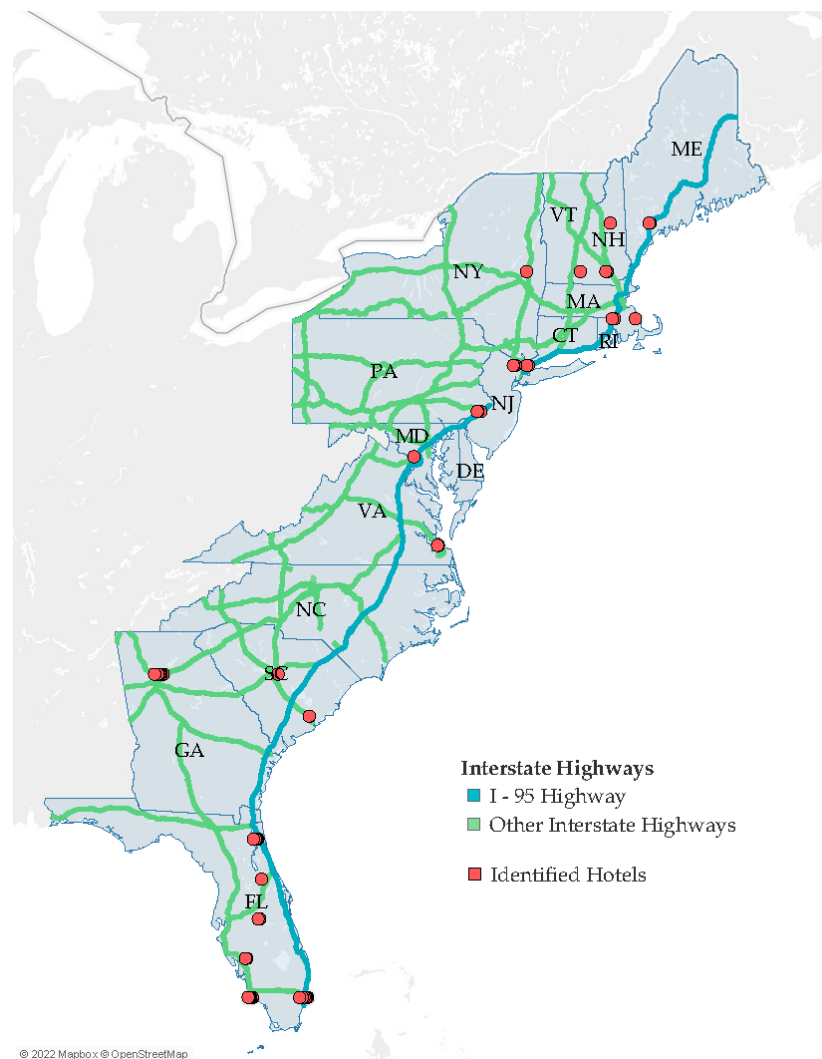 ME
VT
NH
NY
MA
CT
RI
PA
NJ
MD
DE
VA
NC
SC
GA
FL
Interstate Highways
I - 95 Highway
Other Interstate Highways
Identified Hotels
© 2022 Mapbox © OpenStreetMap